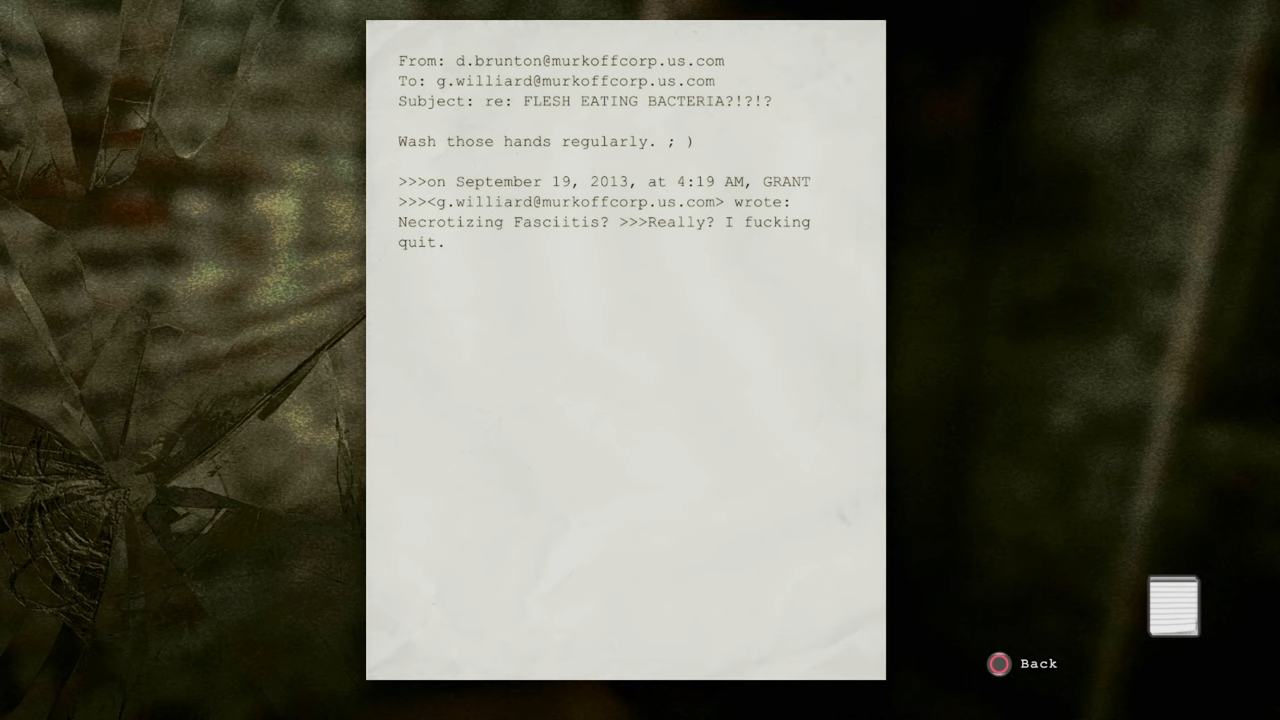 From: d.brunton@murkoffcorp.us.com
To: g.williard@murkoffcorp.us.com
Subject: re: FLESH EATING BACTERIA?!?!?
Wash those hands regularly. ; )
>>>on September 19, 2013, at 4:19 AM, GRANT
>>><g.williard@murkoffcorp.us.com> wrote:
Necrotizing Fasciitis? >>>Really? I fucking
quit.
Back